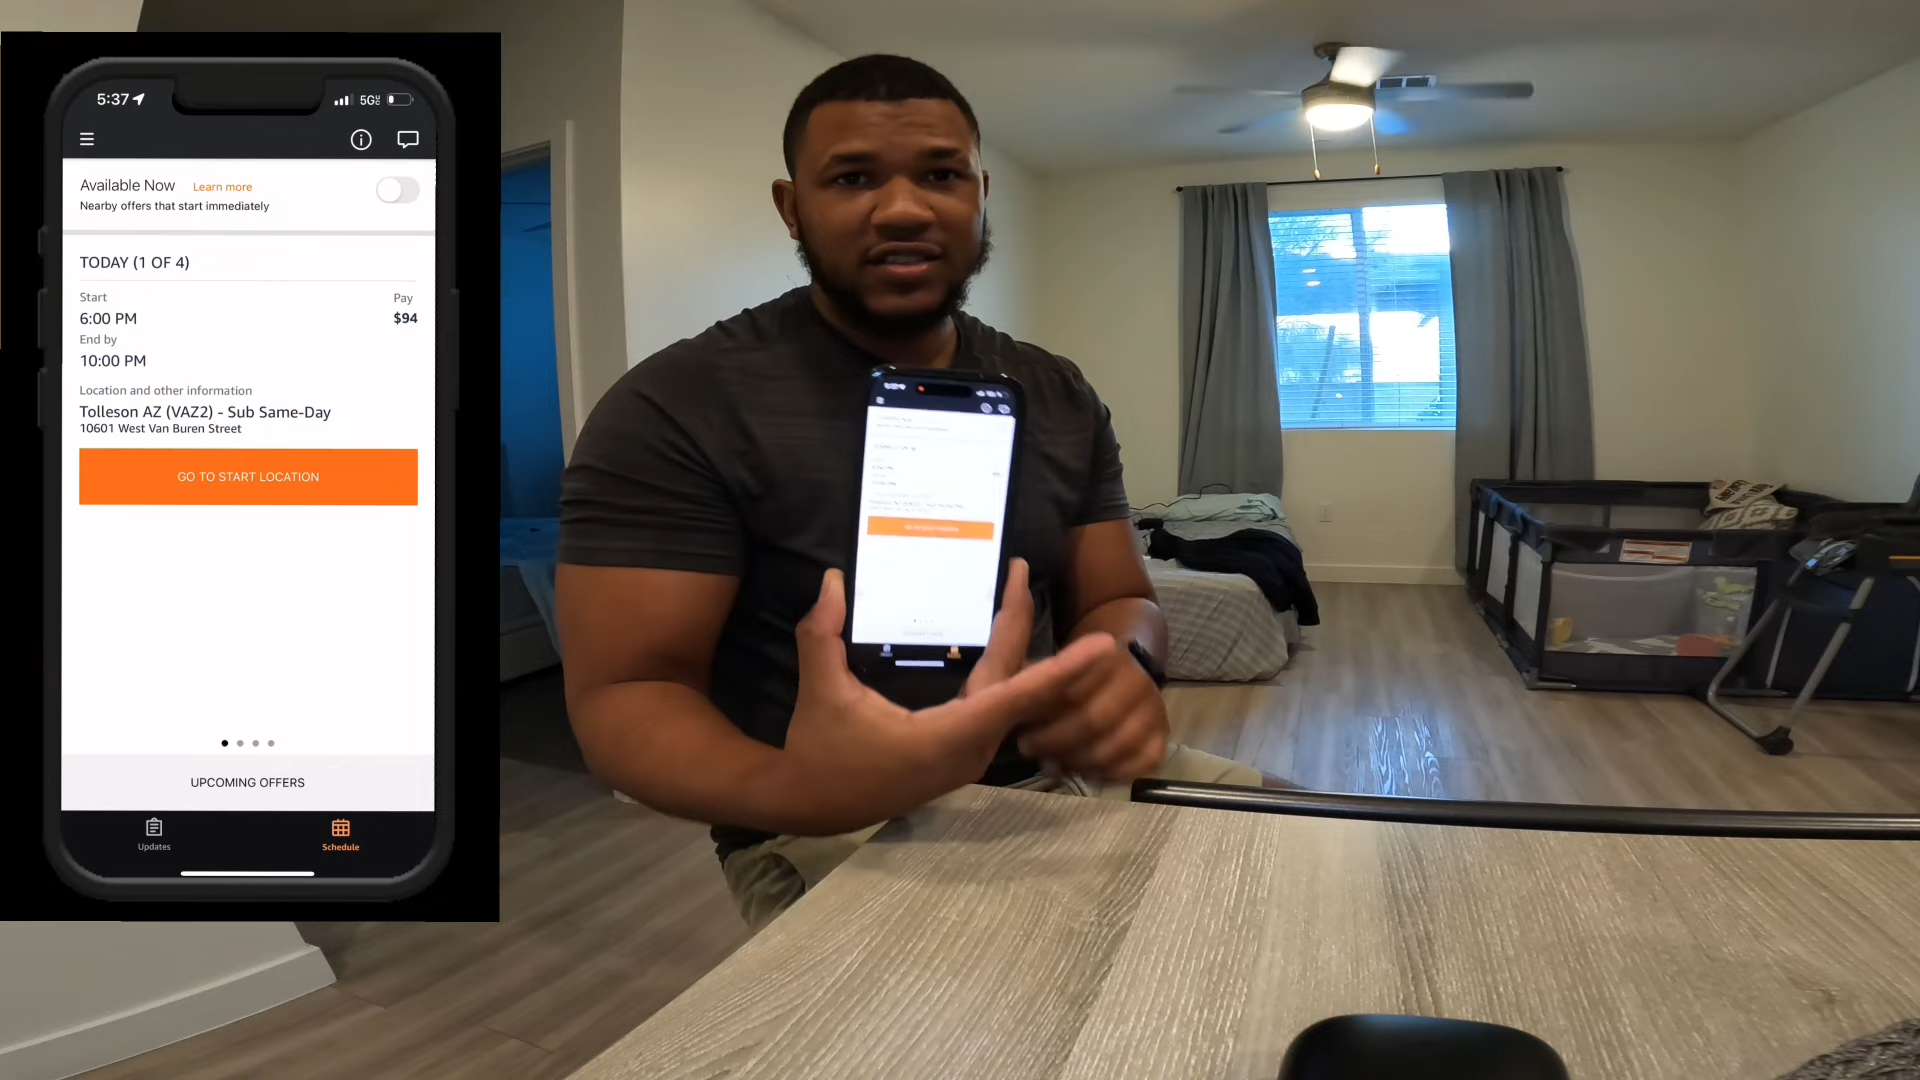 5:37
5G
Available Now Learn more
Nearby offers that start immediately
TODAY (1 OF 4)
Start Pay
6:00 PM $94
End by
10:00 PM
Location and other information
Tolleson AZ (VAZ2) - Sub Same-Day
10601 West Van Buren Street
GO TO START LOCATION
UPCOMING OFFERS
Updates Schedule